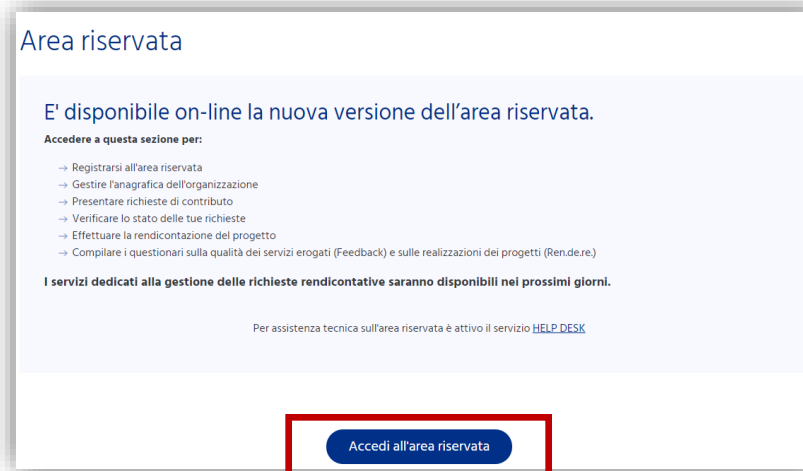 Area riservata
E' disponibile on-line la nuova versione dell’area riservata.
Accedere a questa sezione per:
→ Registrarsi all'area riservata
→ Gestire l'anagrafica dell'organizzazione
→ Presentare richieste di contributo
→ Verificare lo stato delle tue richieste
→ Effettuare la rendicontazione del progetto
→ Compilare i questionari sulla qualità dei servizi erogati (Feedback) e sulle realizzazioni dei progetti (Ren.de.re.)
I servizi dedicati alla gestione delle richieste rendicontative saranno disponibili nei prossimi giorni.
Per assistenza tecnica sull'area riservata è attivo il servizio HELP DESK
Accedi all'area riservata